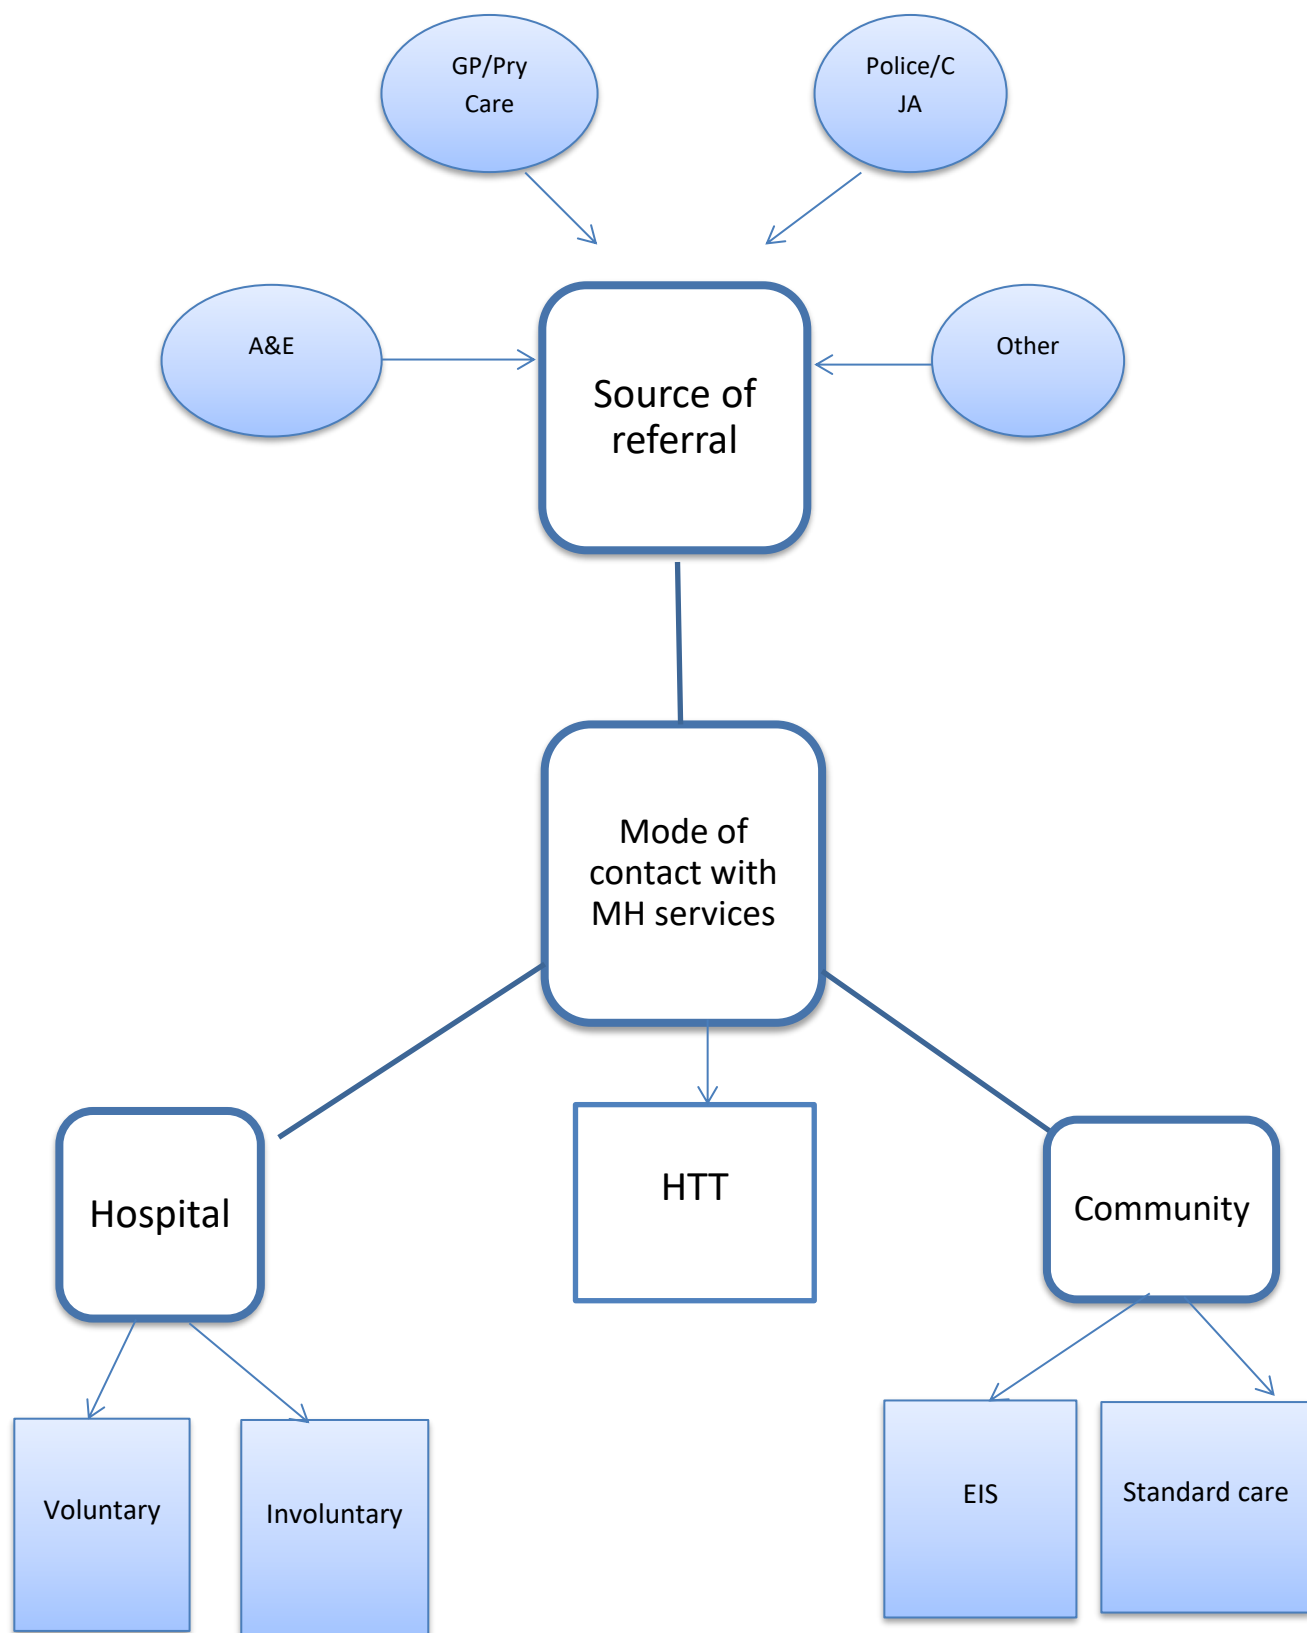 GP/Pry
Care
Police/C
JA
A&E
Other
Source of
referral
Mode of
contact with
MH services
Hospital
HTT
Community
Voluntary
Involuntary
EIS
Standard care